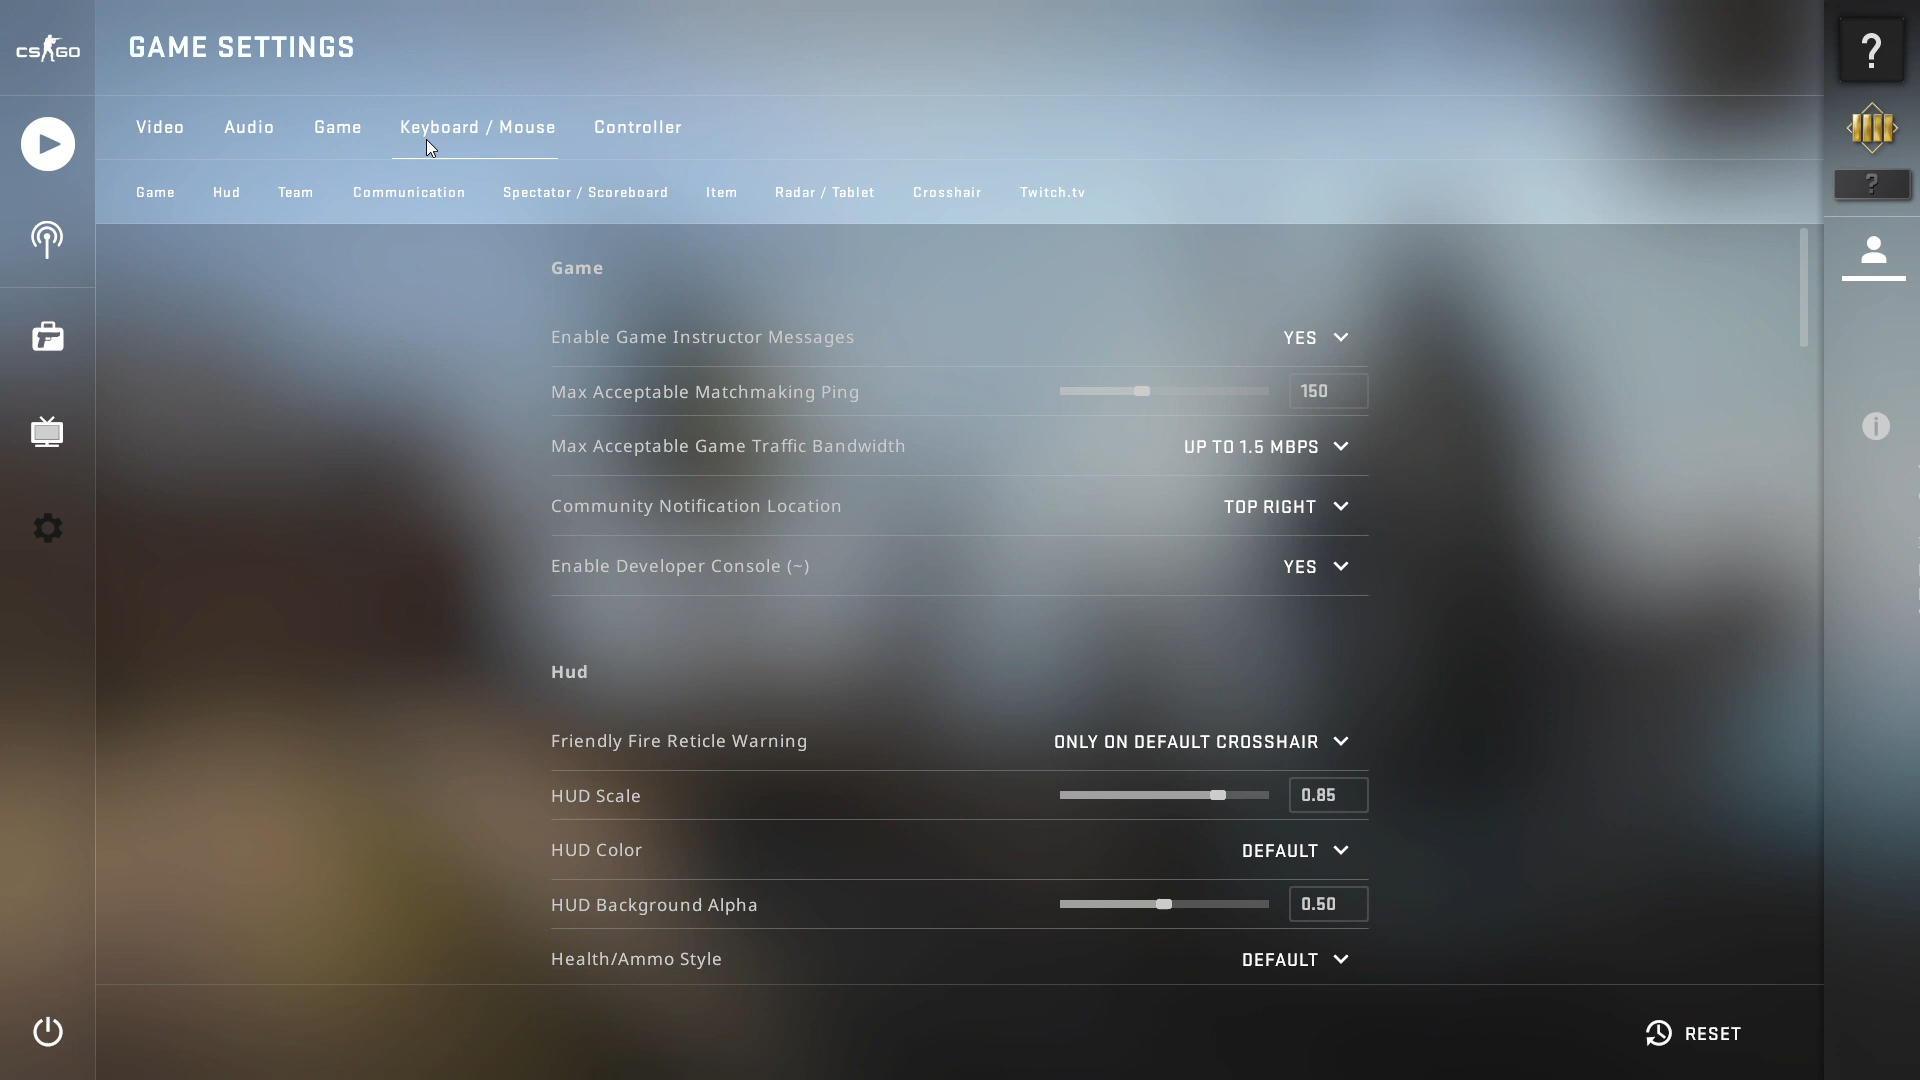 CS GO
GAME SETTINGS
?
Video Audio Game Keyboard / Mouse Controller
Game Hud Team Communication Spectator / Scoreboard Item Radar / Tablet Crosshair Twitch.tv
?
Game
Enable Game Instructor Messages YES
Max Acceptable Matchmaking Ping 150
Max Acceptable Game Traffic Bandwidth UP TO 1.5 MBPS
Community Notification Location TOP RIGHT
Enable Developer Console (~) YES
Hud
Friendly Fire Reticle Warning ONLY ON DEFAULT CROSSHAIR
HUD Scale 0.85
HUD Color DEFAULT
HUD Background Alpha 0.50
Health/Ammo Style DEFAULT
RESET